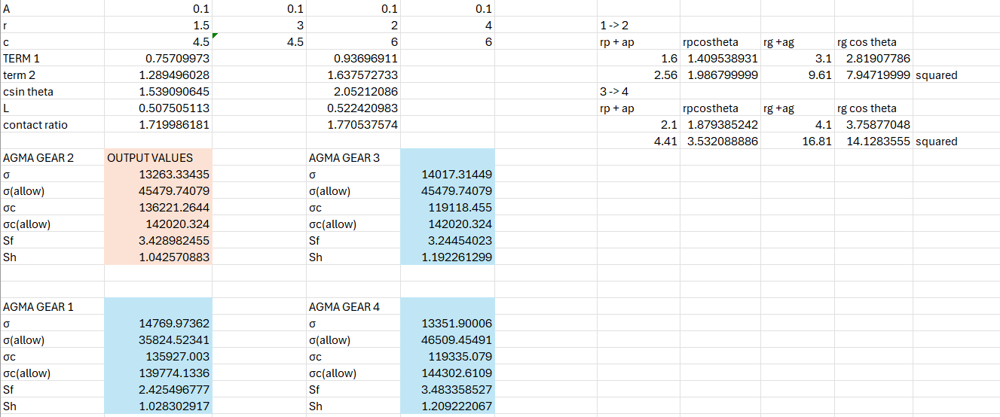 A 0.1 0.1 0.1 0.1
r 1.5 3 2 4 1 -> 2
c 4.5 4.5 6 6 rp + ap rpcostheta rg +ag rg cos theta
TERM 1 0.75709973 0.93696911 1.6 1.409538931 3.1 2.81907786
term 2 1.289496028 1.637572733 2.56 1.986799999 9.61 7.94719999 squared
csin theta 1.539090645 2.05212086 3 -> 4
L 0.507505113 0.522420983 rp + ap rpcostheta rg +ag rg cos theta
contact ratio 1.719986181 1.770537574 2.1 1.879385242 4.1 3.75877048
4.41 3.532088886 16.81 14.1283555 squared
AGMA GEAR 2 OUTPUT VALUES AGMA GEAR 3
σ 13263.33435 σ 14017.31449
σ(allow) 45479.74079 σ(allow) 45479.74079
σc 136221.2644 σc 119118.455
σc(allow) 142020.324 σc(allow) 142020.324
Sf 3.428982455 Sf 3.24454023
Sh 1.042570883 Sh 1.192261299
AGMA GEAR 1 AGMA GEAR 4
σ 14769.97362 σ 13351.90006
σ(allow) 35824.52341 σ(allow) 46509.45491
σc 135927.003 σc 119335.079
σc(allow) 139774.1336 σc(allow) 144302.6109
Sf 2.425496777 Sf 3.483358527
Sh 1.028302917 Sh 1.209222067